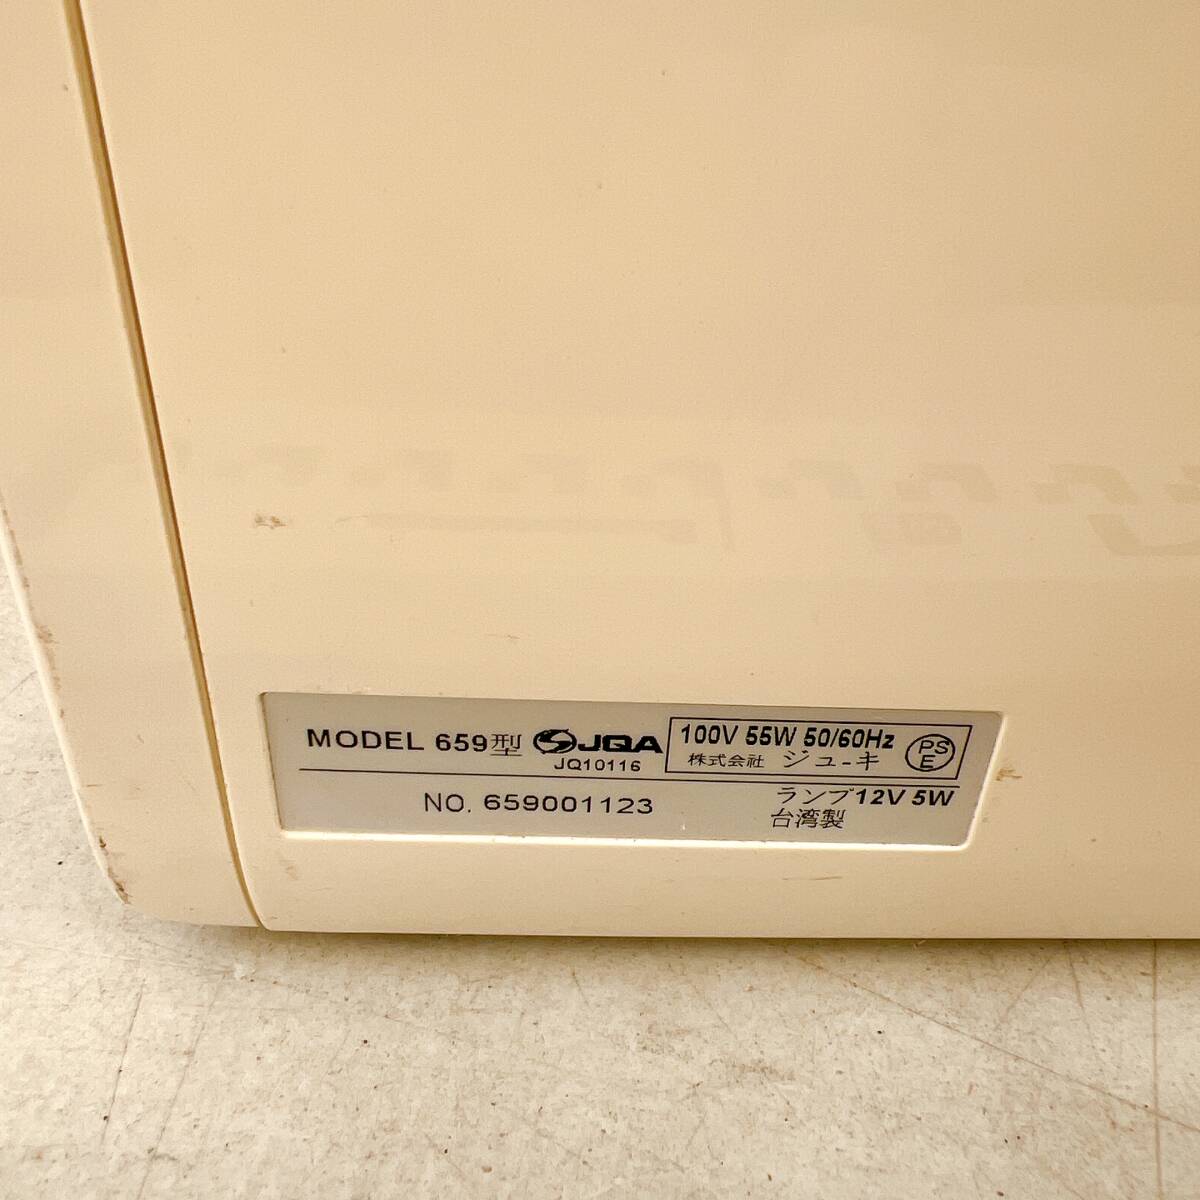 MODEL 659型 JQA
JQ10116
100V 55W 50/60Hz
株式会社 ジューキ
PS
E
NO. 659001123
ランプ12V 5W
台湾製